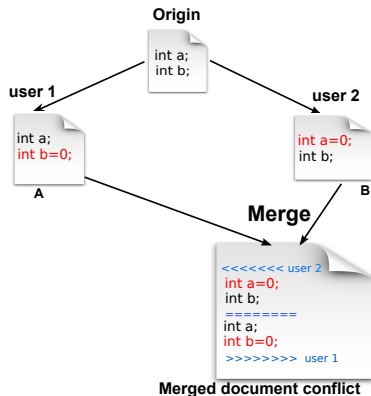 Origin
int a;
int b;
user 1
user 2
int a;
int b=0;
int a=0;
int b;
A
B
Merge
<<<<<<< user 2
int a=0;
int b;
========
int a;
int b=0;
>>>>>>>> user 1
Merged document conflict